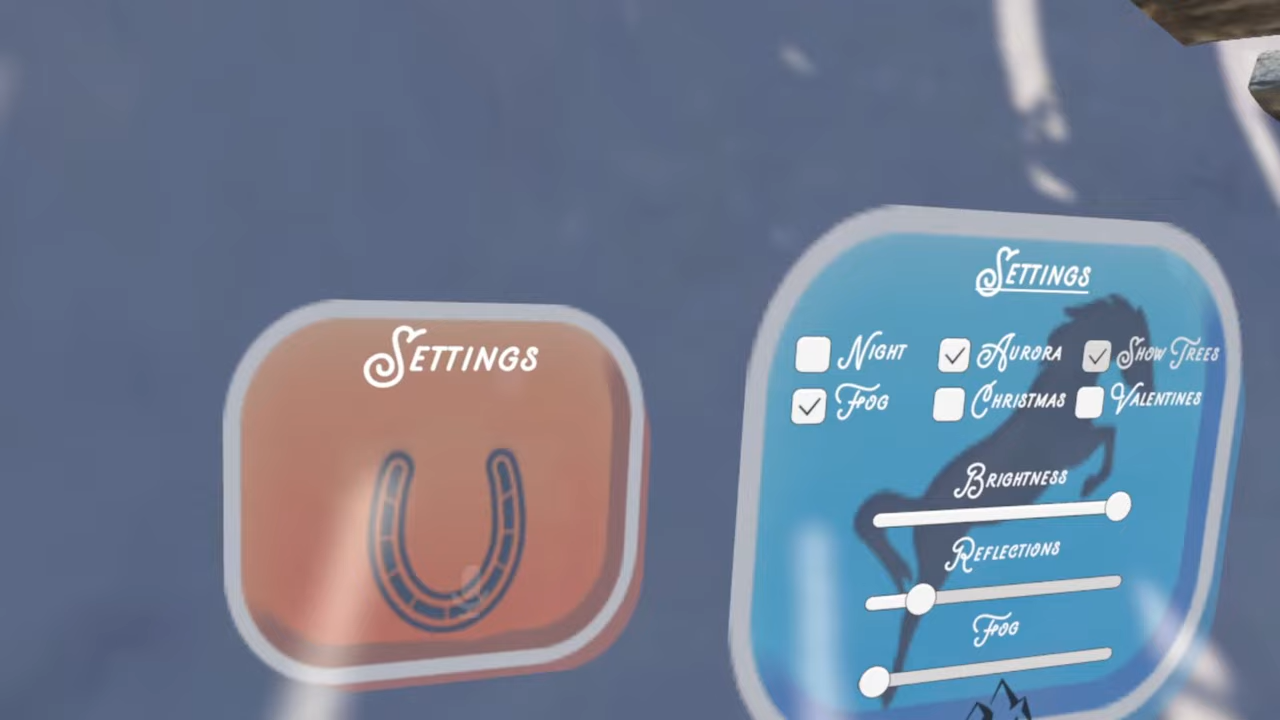 Settings
Settings
Night Aurora Show Trees
Fog Christmas Valentines
Brightness
Reflections
Fog